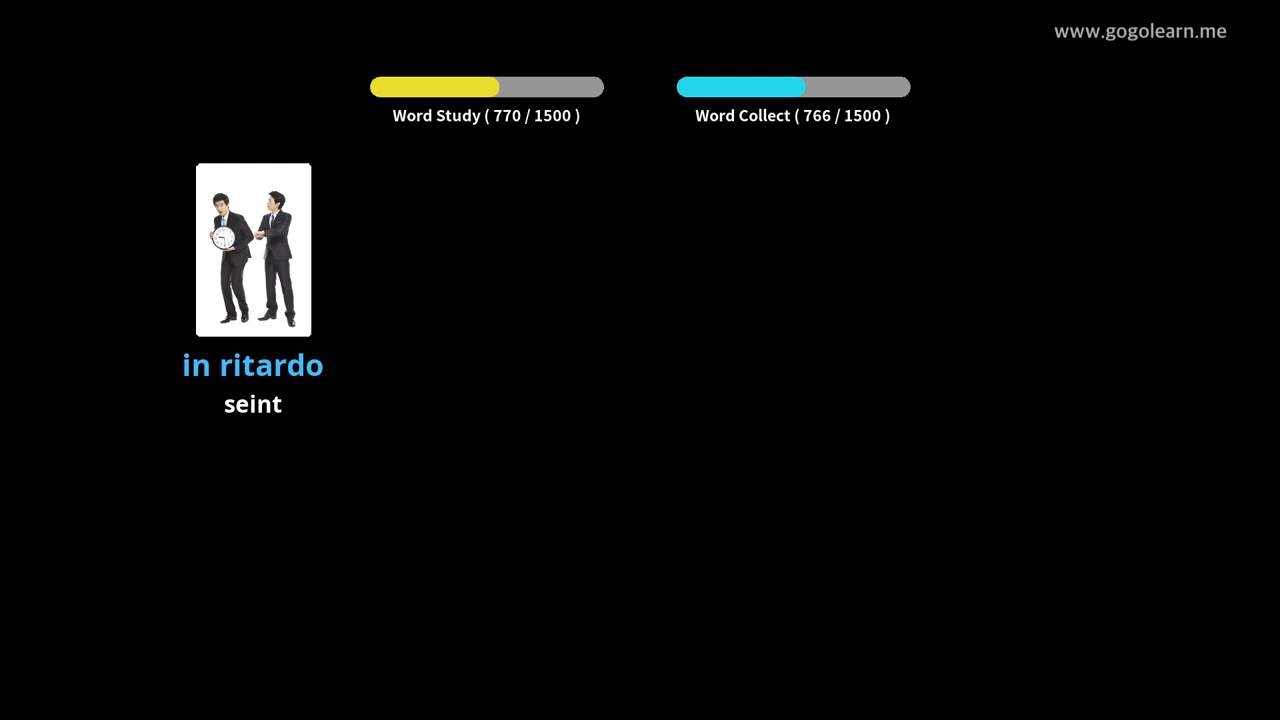 www.gogolearn.me
Word Study ( 770 / 1500 )
Word Collect ( 766 / 1500 )
in ritardo
seint